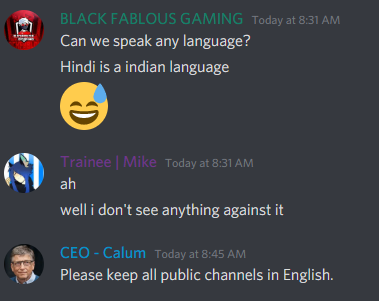 BLACK FABLOUS GAMING Today at 8:31 AM
Can we speak any language?
Hindi is a indian language
Trainee | Mike Today at 8:31 AM
ah
well i don't see anything against it
CEO - Calum Today at 8:45 AM
Please keep all public channels in English.